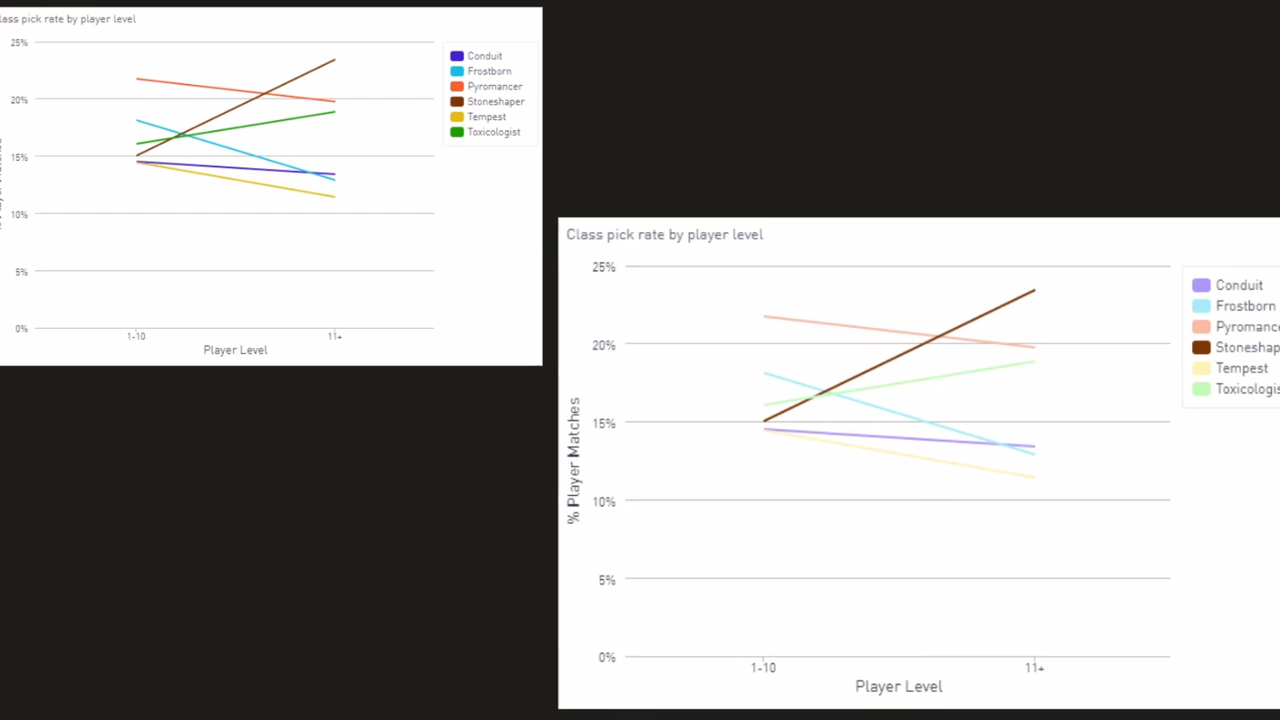 lass pick rate by player level
25%
20%
15%
10%
5%
0%
1-10
11+
Player Level
Conduit
Frostborn
Pyromancer
Stoneshaper
Tempest
Toxicologist
Class pick rate by player level
% Player Matches
25%
20%
15%
10%
5%
0%
1-10
11+
Player Level
Conduit
Frostborn
Pyromance
Stoneshap
Tempest
Toxicologis